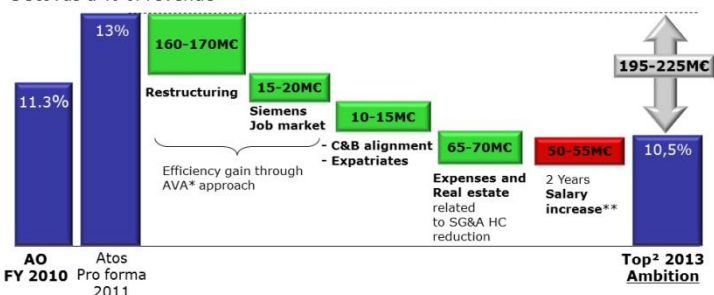 13%
160-170M€
195-225M€
11.3%
Restructuring
15-20M€
Siemens
Job market
10-15M€
- C&B alignment
- Expatriates
65-70M€
50-55M€
10,5%
Efficiency gain through
AVA* approach
Expenses and
Real estate
related
to SG&A HC
reduction
2 Years
Salary
increase**
AO
FY 2010
Atos
Pro forma
2011
Top² 2013
Ambition